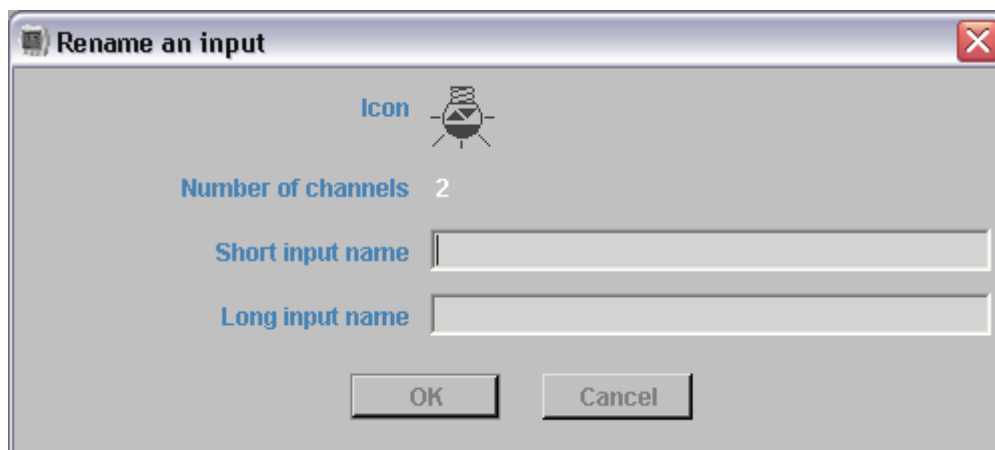 Rename an input
Icon
Number of channels 2
Short input name
Long input name
OK Cancel